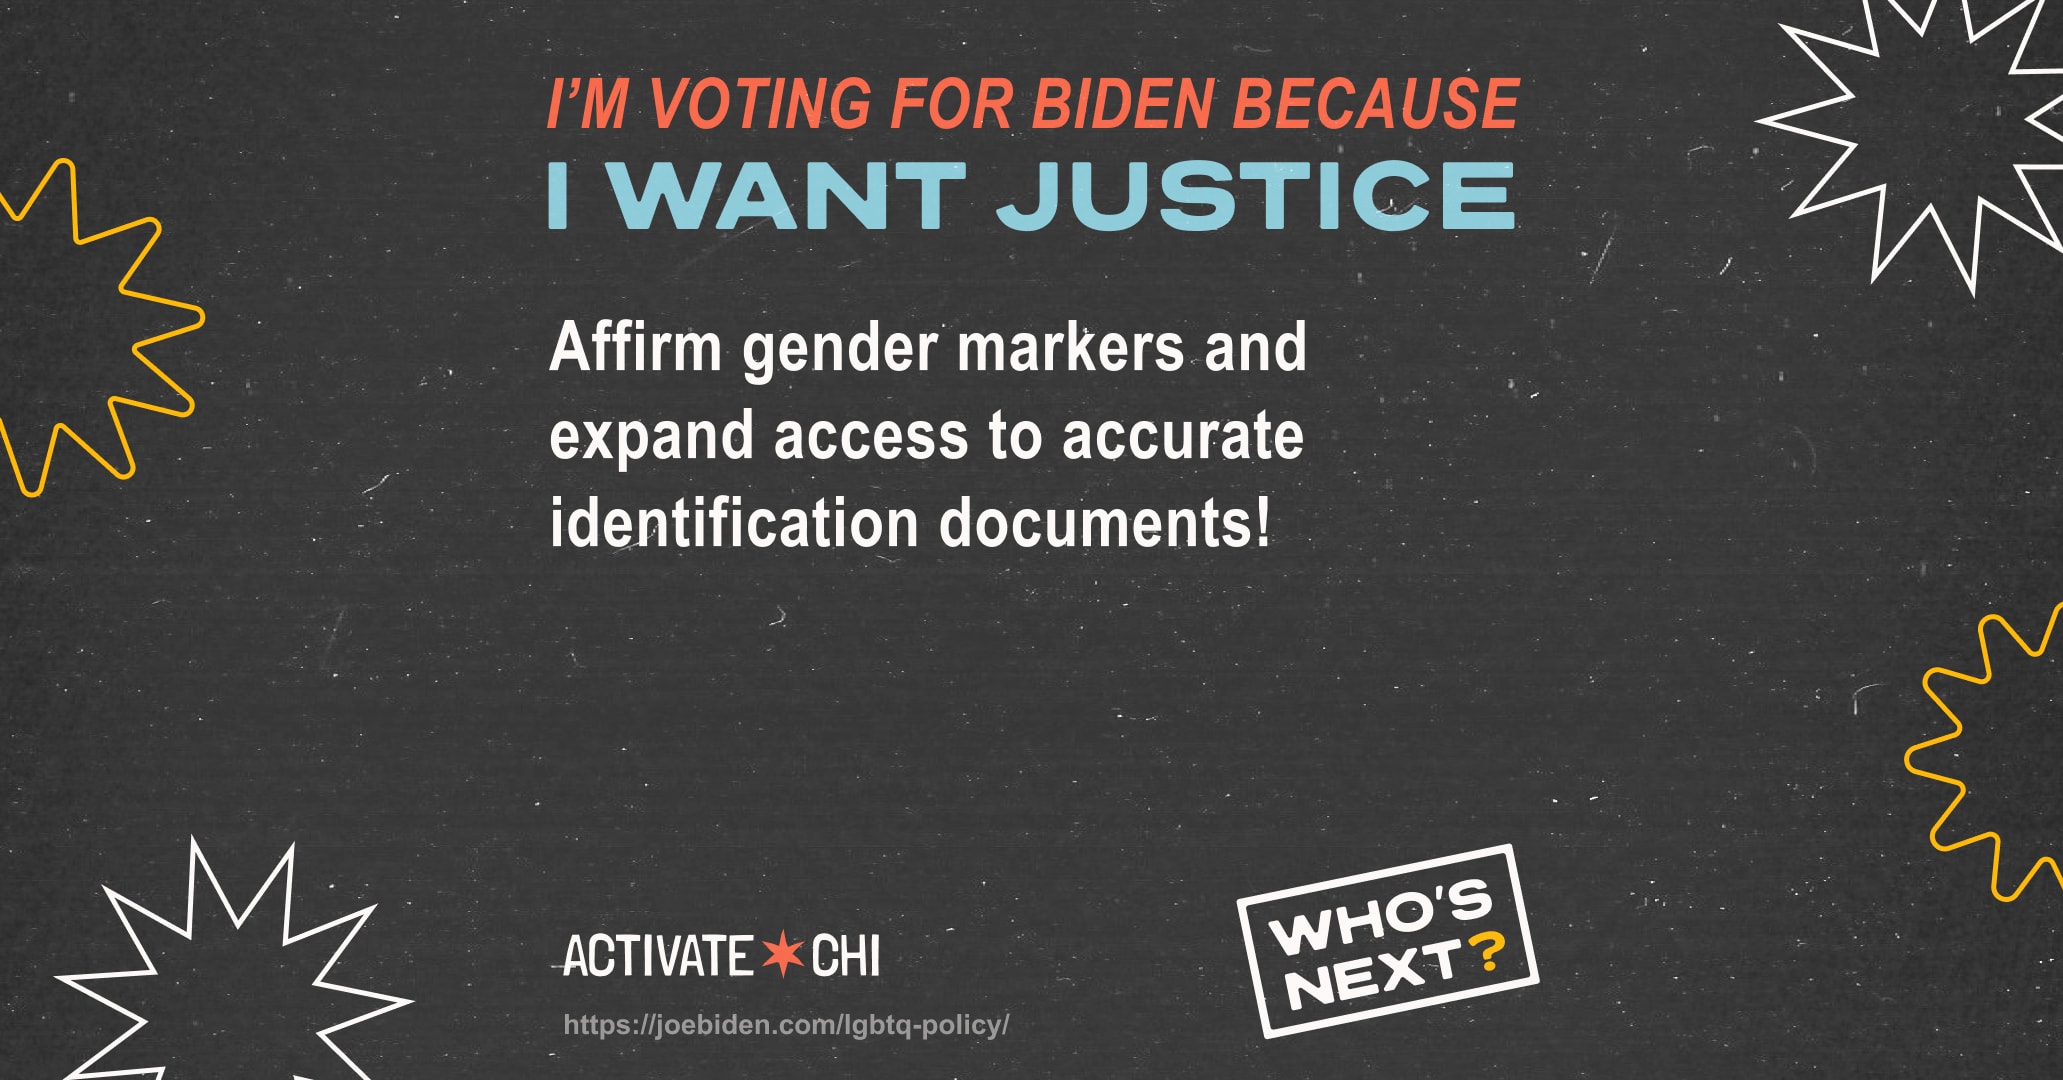 I’M VOTING FOR BIDEN BECAUSE
I WANT JUSTICE
Affirm gender markers and
expand access to accurate
identification documents!
ACTIVATE CHI
https://joebiden.com/lgbtq-policy/
WHO'S
NEXT?